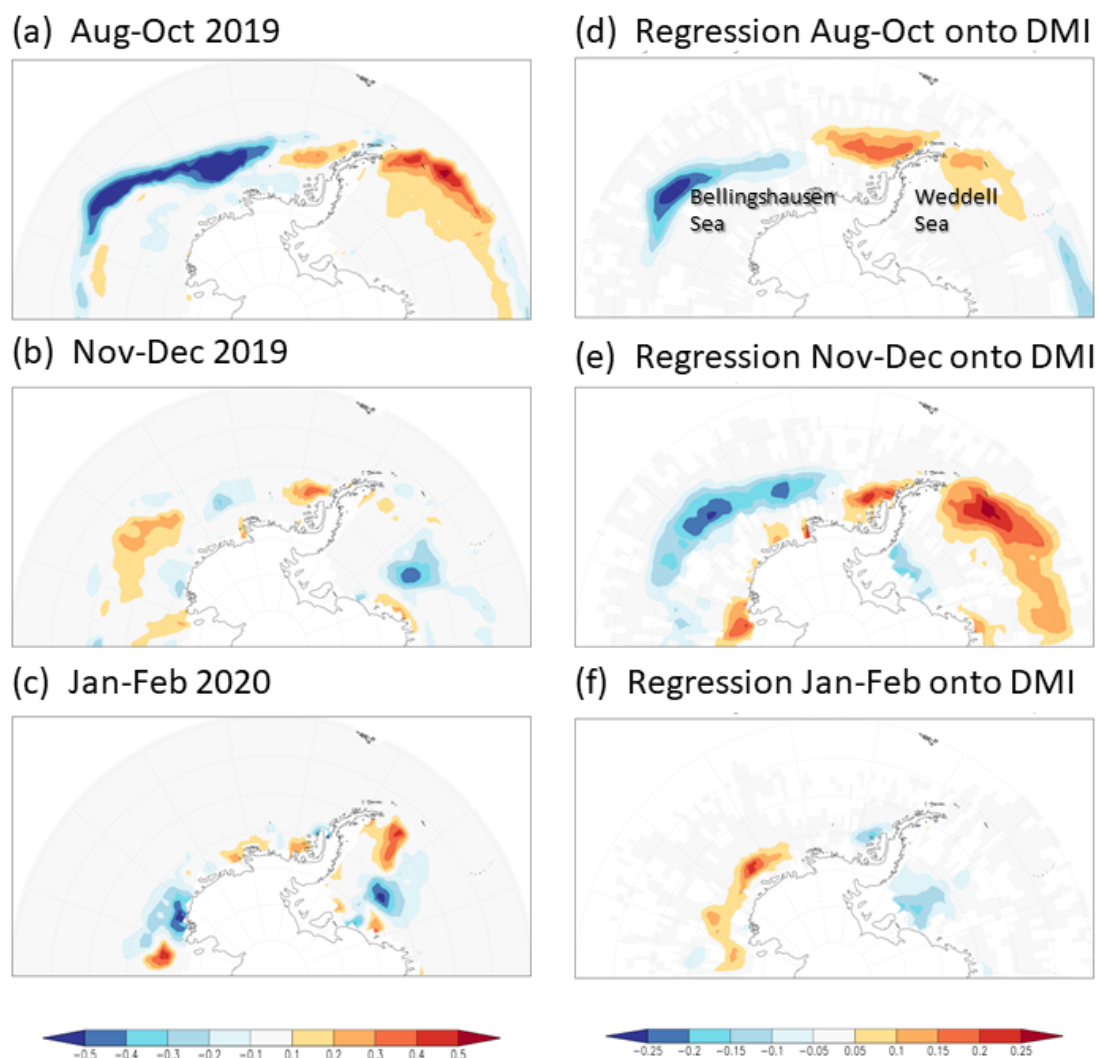 (a) Aug-Oct 2019
(d) Regression Aug-Oct onto DMI
Bellingshausen
Sea
Weddell
Sea
(b) Nov-Dec 2019
(e) Regression Nov-Dec onto DMI
(c) Jan-Feb 2020
(f) Regression Jan-Feb onto DMI
−0.5 −0.4 −0.3 −0.2 −0.1 0.1 0.2 0.3 0.4 0.5
−0.25 −0.2 −0.15 −0.1 −0.05 0.05 0.1 0.15 0.2 0.25